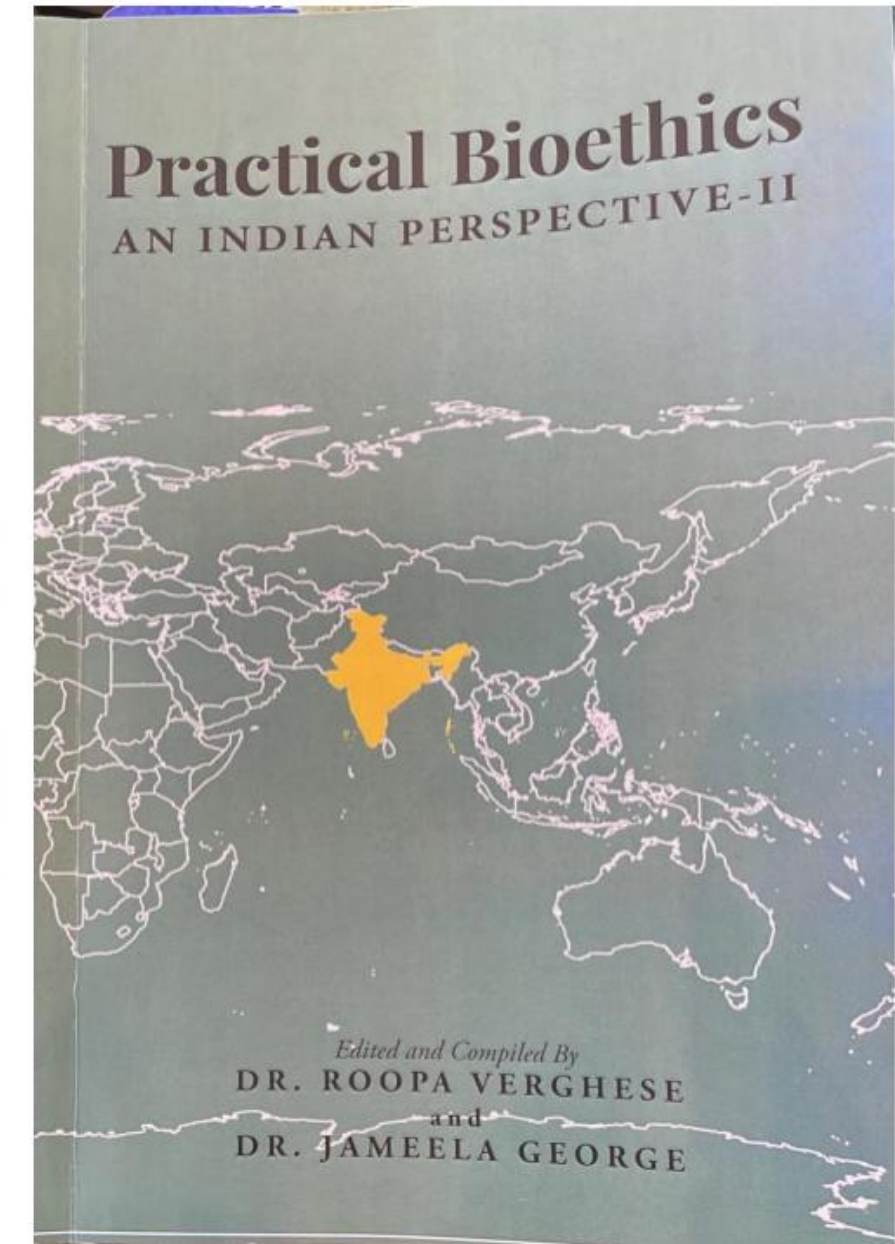 Practical Bioethics
AN INDIAN PERSPECTIVE-II
Edited and Compiled By
DR. ROOPA VERGHESE
and
DR. JAMEELA GEORGE